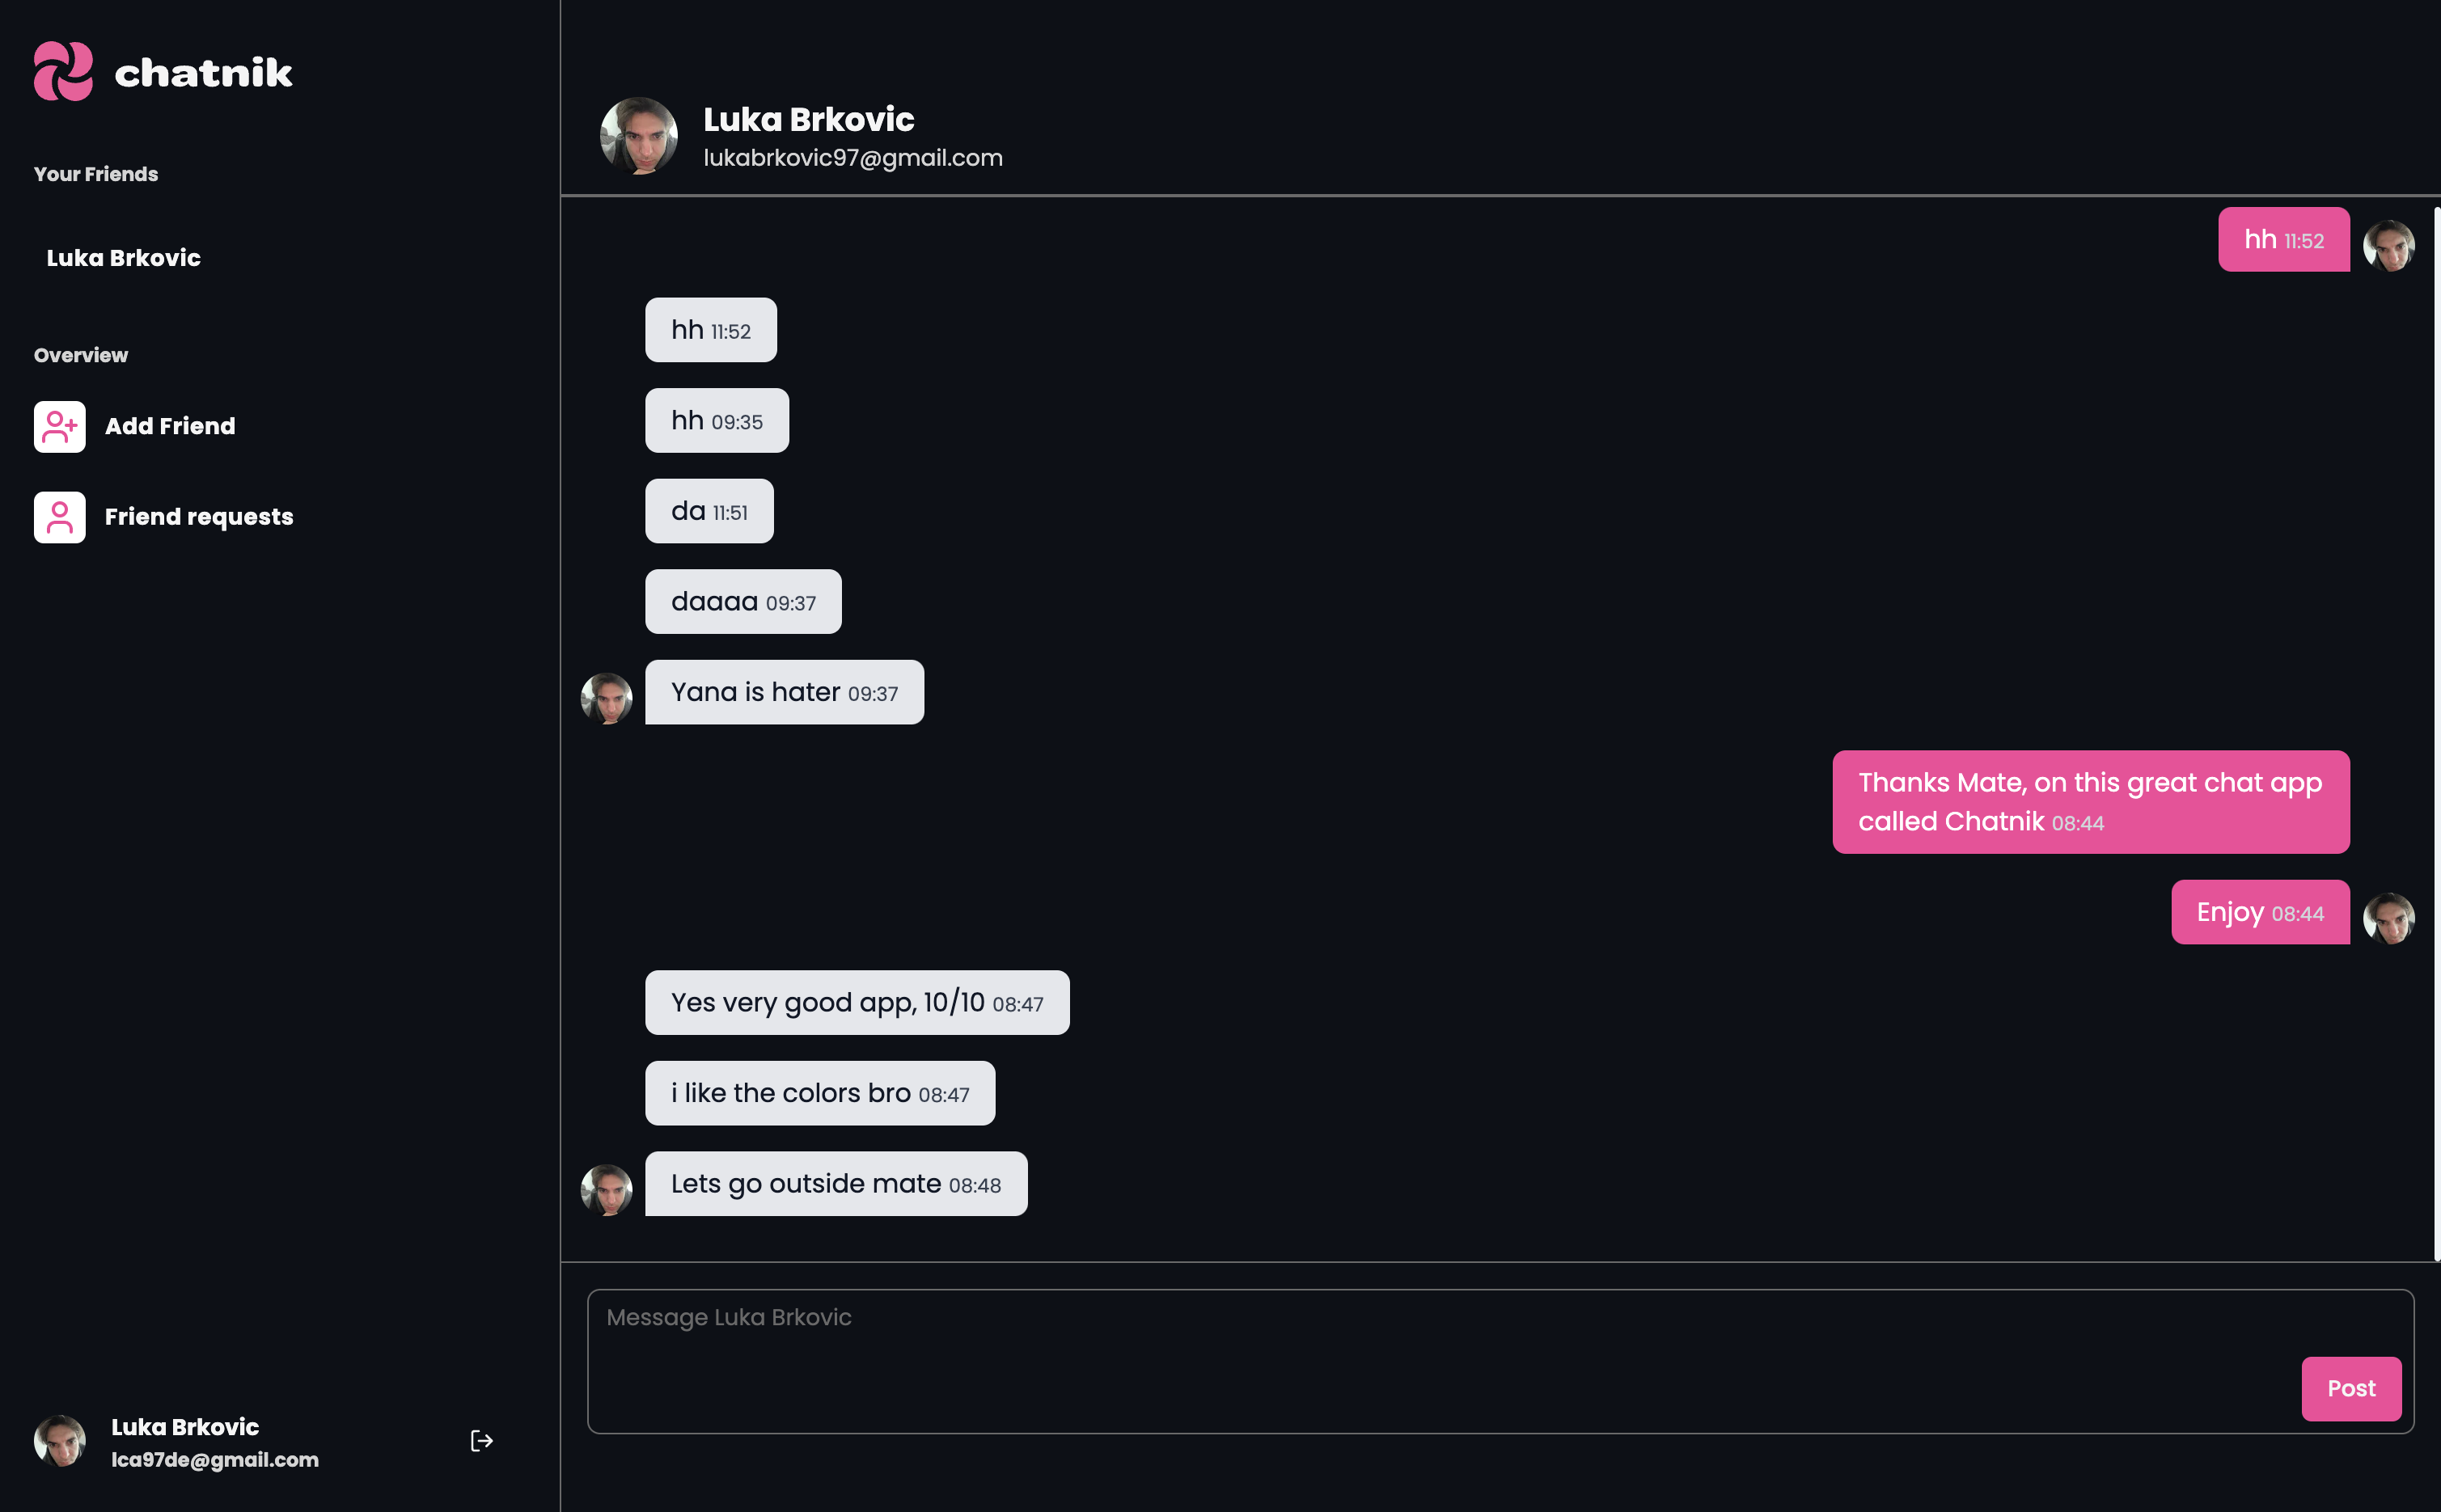 chatnik
Your Friends
Luka Brkovic
Overview
Add Friend
Friend requests
Luka Brkovic
lca97de@gmail.com
Luka Brkovic
lukabrkovic97@gmail.com
hh 11:52
hh 11:52
hh 09:35
da 11:51
daaaa 09:37
Yana is hater 09:37
Thanks Mate, on this great chat app
called Chatnik 08:44
Enjoy 08:44
Yes very good app, 10/10 08:47
i like the colors bro 08:47
Lets go outside mate 08:48
Message Luka Brkovic
Post